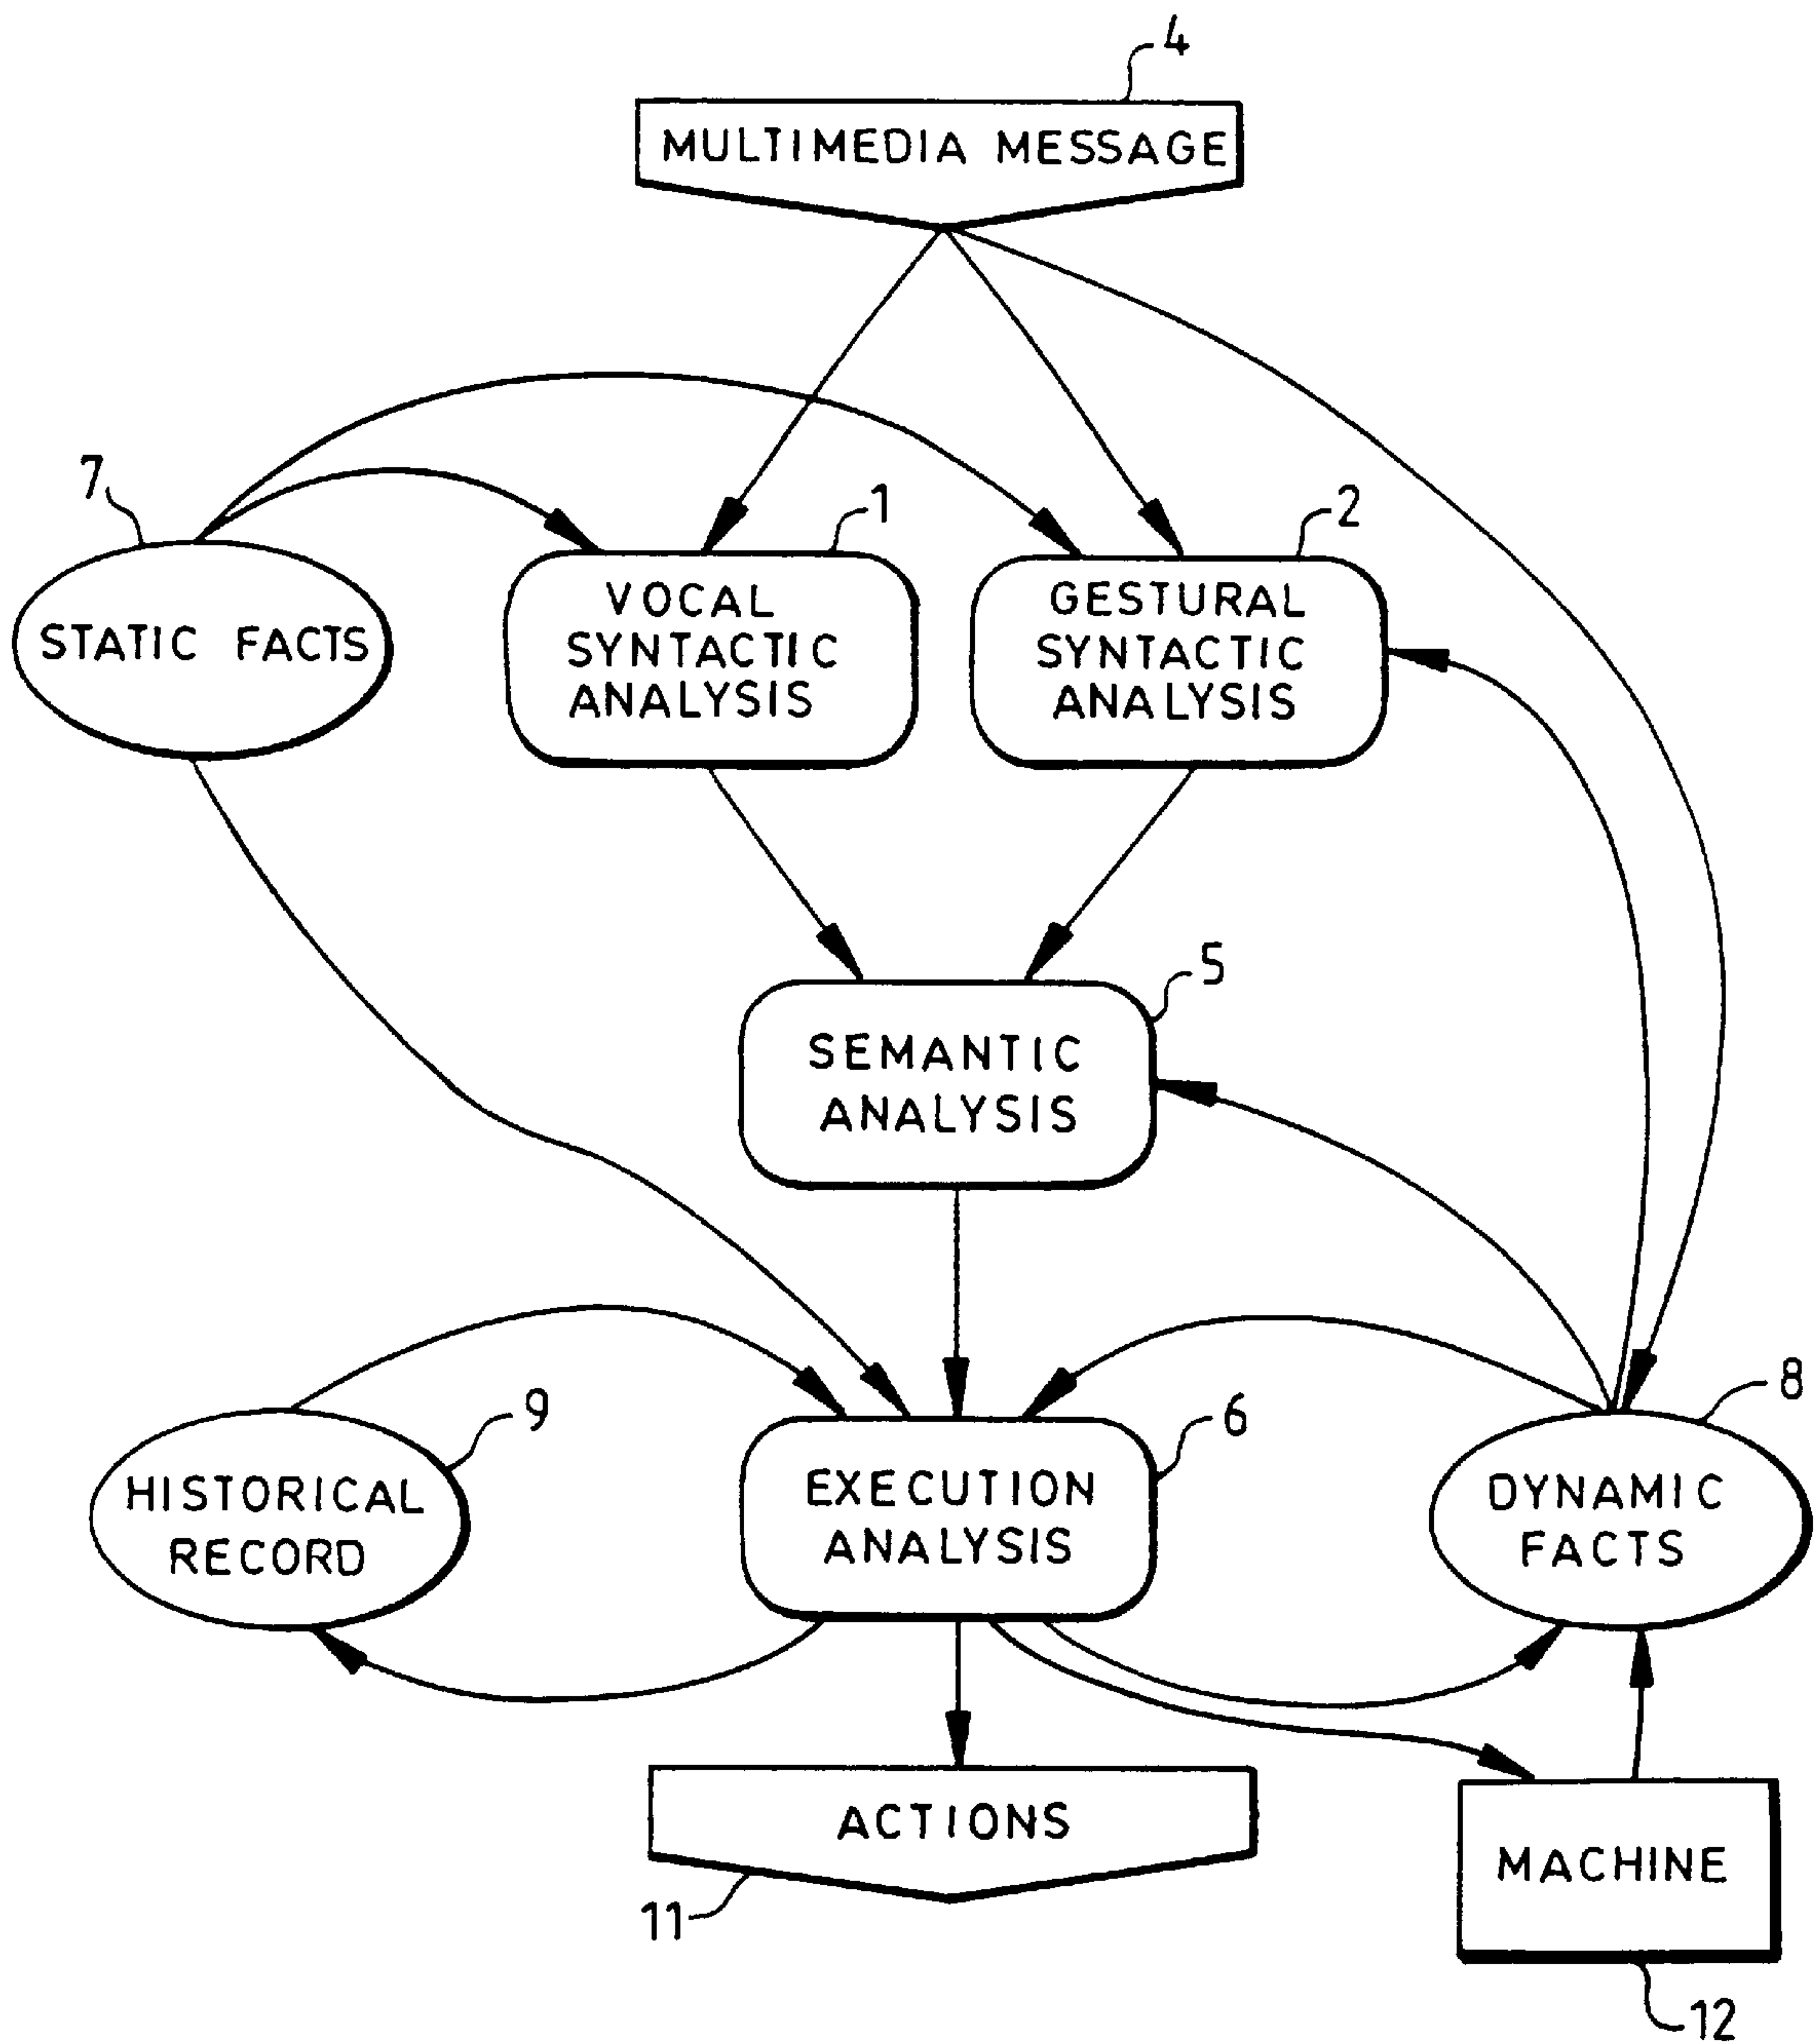 4
MULTIMEDIA MESSAGE
7
1
2
STATIC FACTS
VOCAL
SYNTACTIC
ANALYSIS
GESTURAL
SYNTACTIC
ANALYSIS
5
SEMANTIC
ANALYSIS
9
6
8
HISTORICAL
RECORD
EXECUTION
ANALYSIS
DYNAMIC
FACTS
ACTIONS
11
MACHINE
12